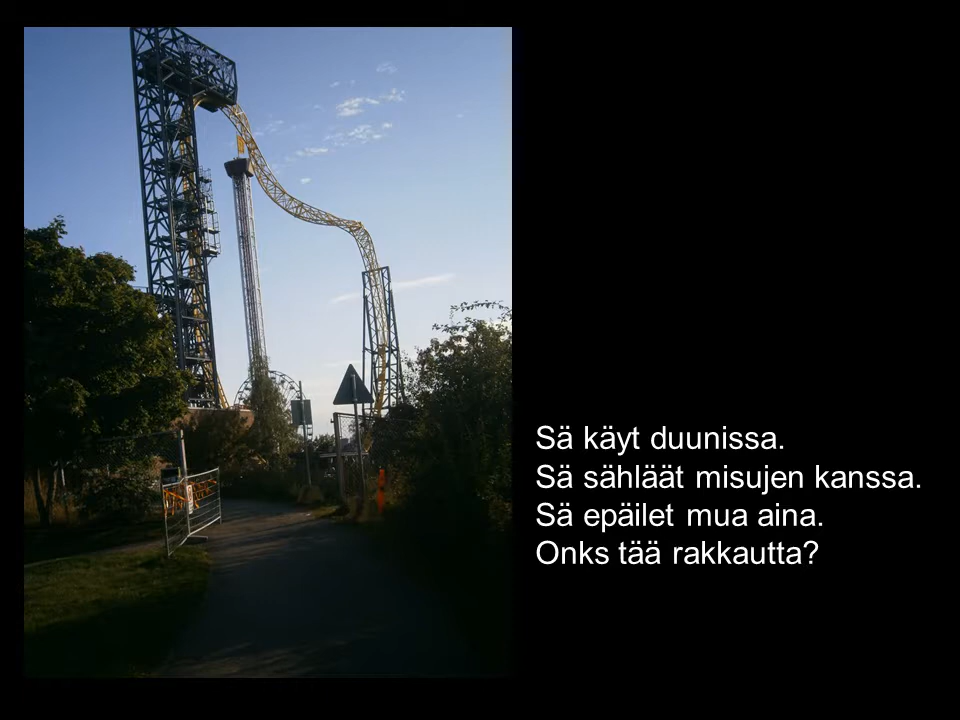 Sä käyt duunissa.
Sä sähläät misujen kanssa.
Sä epäilet mua aina.
Onks tää rakkautta?